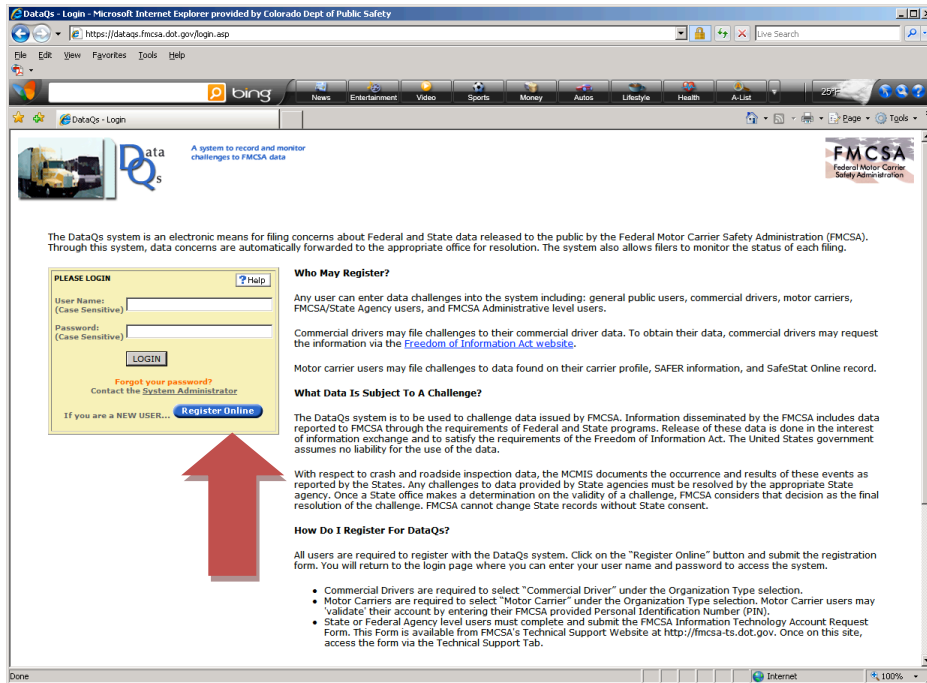 DataQs - Login - Microsoft Internet Explorer provided by Colorado Dept of Public Safety
https://dataqs.fmcsa.dot.gov/login.asp
Live Search
File Edit View Favorites Tools Help
bing
News Entertainment Video Sports Money Autos Lifestyle Health A-List
25°F
DataQs - Login
Page Tools
Data
Qs
A system to record and monitor
challenges to FMCSA data
FMCSA
Federal Motor Carrier
Safety Administration
The DataQs system is an electronic means for filing concerns about Federal and State data released to the public by the Federal Motor Carrier Safety Administration (FMCSA).
Through this system, data concerns are automatically forwarded to the appropriate office for resolution. The system also allows filers to monitor the status of each filing.
PLEASE LOGIN
? Help
User Name:
(Case Sensitive)
Password:
(Case Sensitive)
LOGIN
Forgot your password?
Contact the System Administrator
If you are a NEW USER... Register Online
Who May Register?
Any user can enter data challenges into the system including: general public users, commercial drivers, motor carriers,
FMCSA/State Agency users, and FMCSA Administrative level users.
Commercial drivers may file challenges to their commercial driver data. To obtain their data, commercial drivers may request
the information via the Freedom of Information Act website.
Motor carrier users may file challenges to data found on their carrier profile, SAFER information, and SafeStat Online record.
What Data Is Subject To A Challenge?
The DataQs system is to be used to challenge data issued by FMCSA. Information disseminated by the FMCSA includes data
reported to FMCSA through the requirements of Federal and State programs. Release of these data is done in the interest
of information exchange and to satisfy the requirements of the Freedom of Information Act. The United States government
assumes no liability for the use of the data.
With respect to crash and roadside inspection data, the MCMIS documents the occurrence and results of these events as
reported by the States. Any challenges to data provided by State agencies must be resolved by the appropriate State
agency. Once a State office makes a determination on the validity of a challenge, FMCSA considers that decision as the final
resolution of the challenge. FMCSA cannot change State records without State consent.
How Do I Register For DataQs?
All users are required to register with the DataQs system. Click on the "Register Online" button and submit the registration
form. You will return to the login page where you can enter your user name and password to access the system.
• Commercial Drivers are required to select "Commercial Driver" under the Organization Type selection.
• Motor Carriers are required to select "Motor Carrier" under the Organization Type selection. Motor Carrier users may
'validate' their account by entering their FMCSA provided Personal Identification Number (PIN).
• State or Federal Agency level users must complete and submit the FMCSA Information Technology Account Request
Form. This Form is available from FMCSA's Technical Support Website at http://fmcsa-ts.dot.gov. Once on this site,
access the form via the Technical Support Tab.
Done
Internet
100%